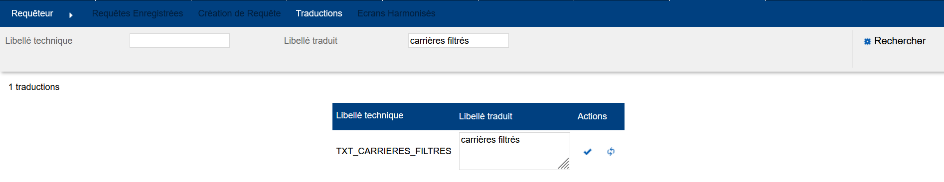 Requêteur Requêtes Enregistrées Création de Requête Traductions Ecrans Harmonisés
Libellé technique Libellé traduit carrières filtrés Rechercher
1 traductions
Libellé technique Libellé traduit Actions
TXT_CARRIERES_FILTRES carrières filtrés